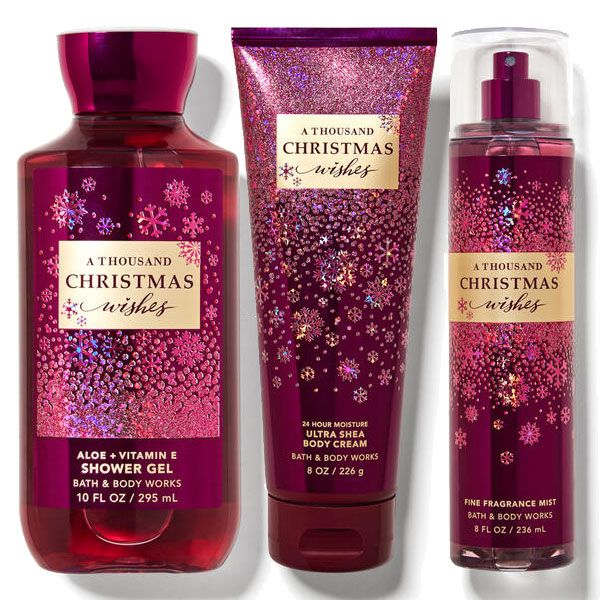 A THOUSAND
CHRISTMAS
wishes
ALOE + VITAMIN E
SHOWER GEL
BATH & BODY WORKS
10 FL OZ / 295 mL
A THOUSAND
CHRISTMAS
wishes
24 HOUR MOISTURE
ULTRA SHEA
BODY CREAM
BATH & BODY WORKS
8 OZ / 226 g
A THOUSAND
CHRISTMAS
wishes
FINE FRAGRANCE MIST
BATH & BODY WORKS
8 FL OZ / 236 mL